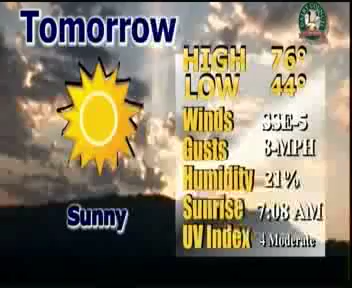 Tomorrow
HIGH 76°
LOW 44°
Winds SSE-5
Gusts 8-MPH
Humidity 21%
Sunrise 7:08 AM
UV Index 4 Moderate
Sunny